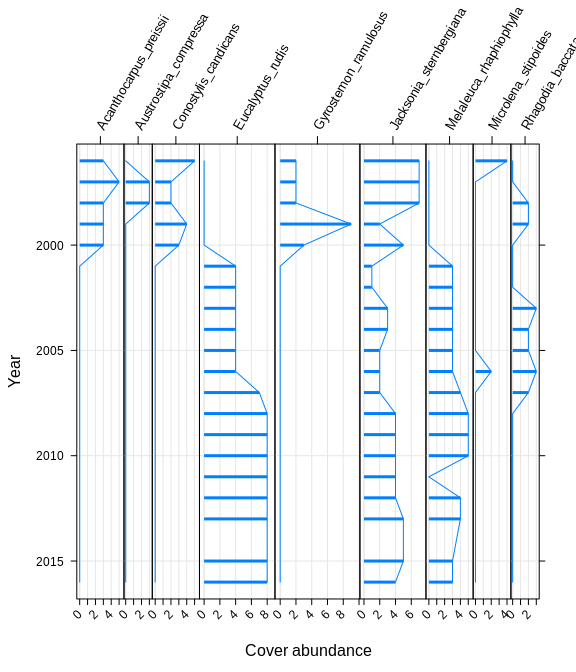 Acanthocarpus_preissii
Austrostipa_compressa
Conostylis_candicans
Eucalyptus_rudis
Gyrostemon_ramulosus
Jacksonia_sternbergiana
Melaleuca_rhaphiophylla
Microlena_stipoides
Rhagodia_baccata
2000
2005
2010
2015
Year
0 2 4 0 2 0 2 4 0 2 4 6 8 0 2 4 6 8 0 2 4 6 0 2 4 0 2 4 0 2
Cover abundance